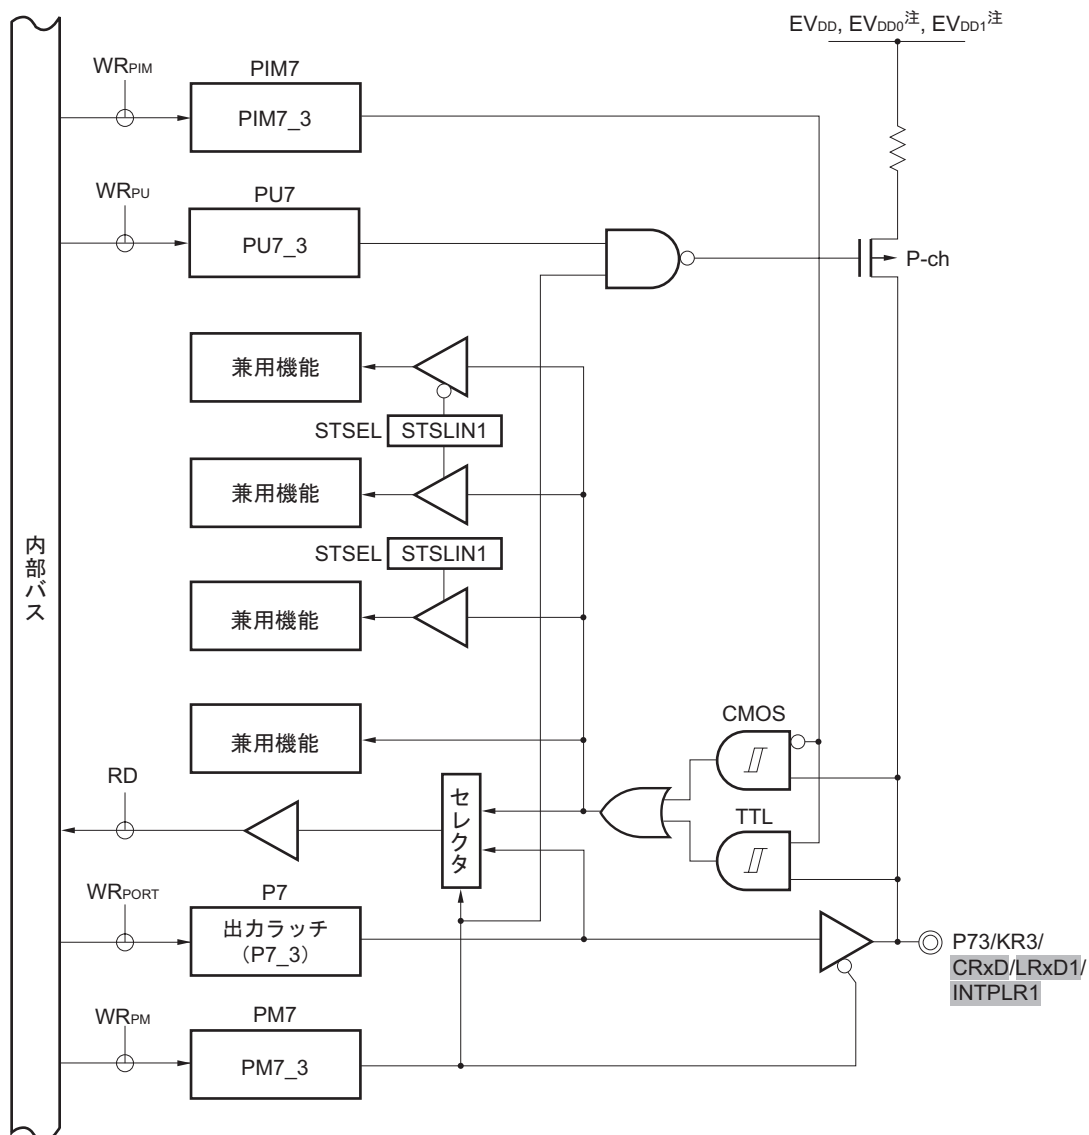 EVDD, EVDD0注, EVDD1注
WRPIM
PIM7
PIM7_3
WRPU
PU7
PU7_3
P-ch
兼用機能
STSEL
STSLIN1
兼用機能
STSEL
STSLIN1
兼用機能
内部バス
兼用機能
CMOS
RD
セレクタ
TTL
WRPORT
P7
出力ラッチ
（P7_3）
P73/KR3/
CRxD/LRxD1/
INTPLR1
WRPM
PM7
PM7_3